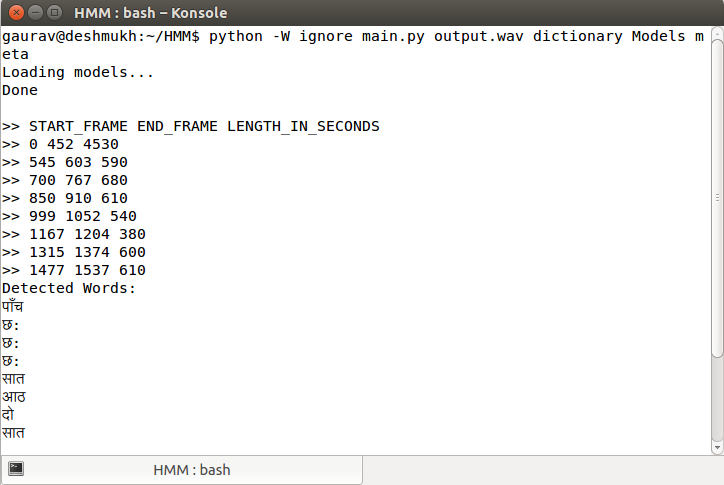 HMM : bash – Konsole
gaurav@deshmukh:~/HMM$ python -W ignore main.py output.wav dictionary Models m
eta
Loading models...
Done
>> START_FRAME END_FRAME LENGTH_IN_SECONDS
>> 0 452 4530
>> 545 603 590
>> 700 767 680
>> 850 910 610
>> 999 1052 540
>> 1167 1204 380
>> 1315 1374 600
>> 1477 1537 610
Detected Words:
पाँच
छ:
छ:
छ:
सात
आठ
दो
सात
HMM : bash